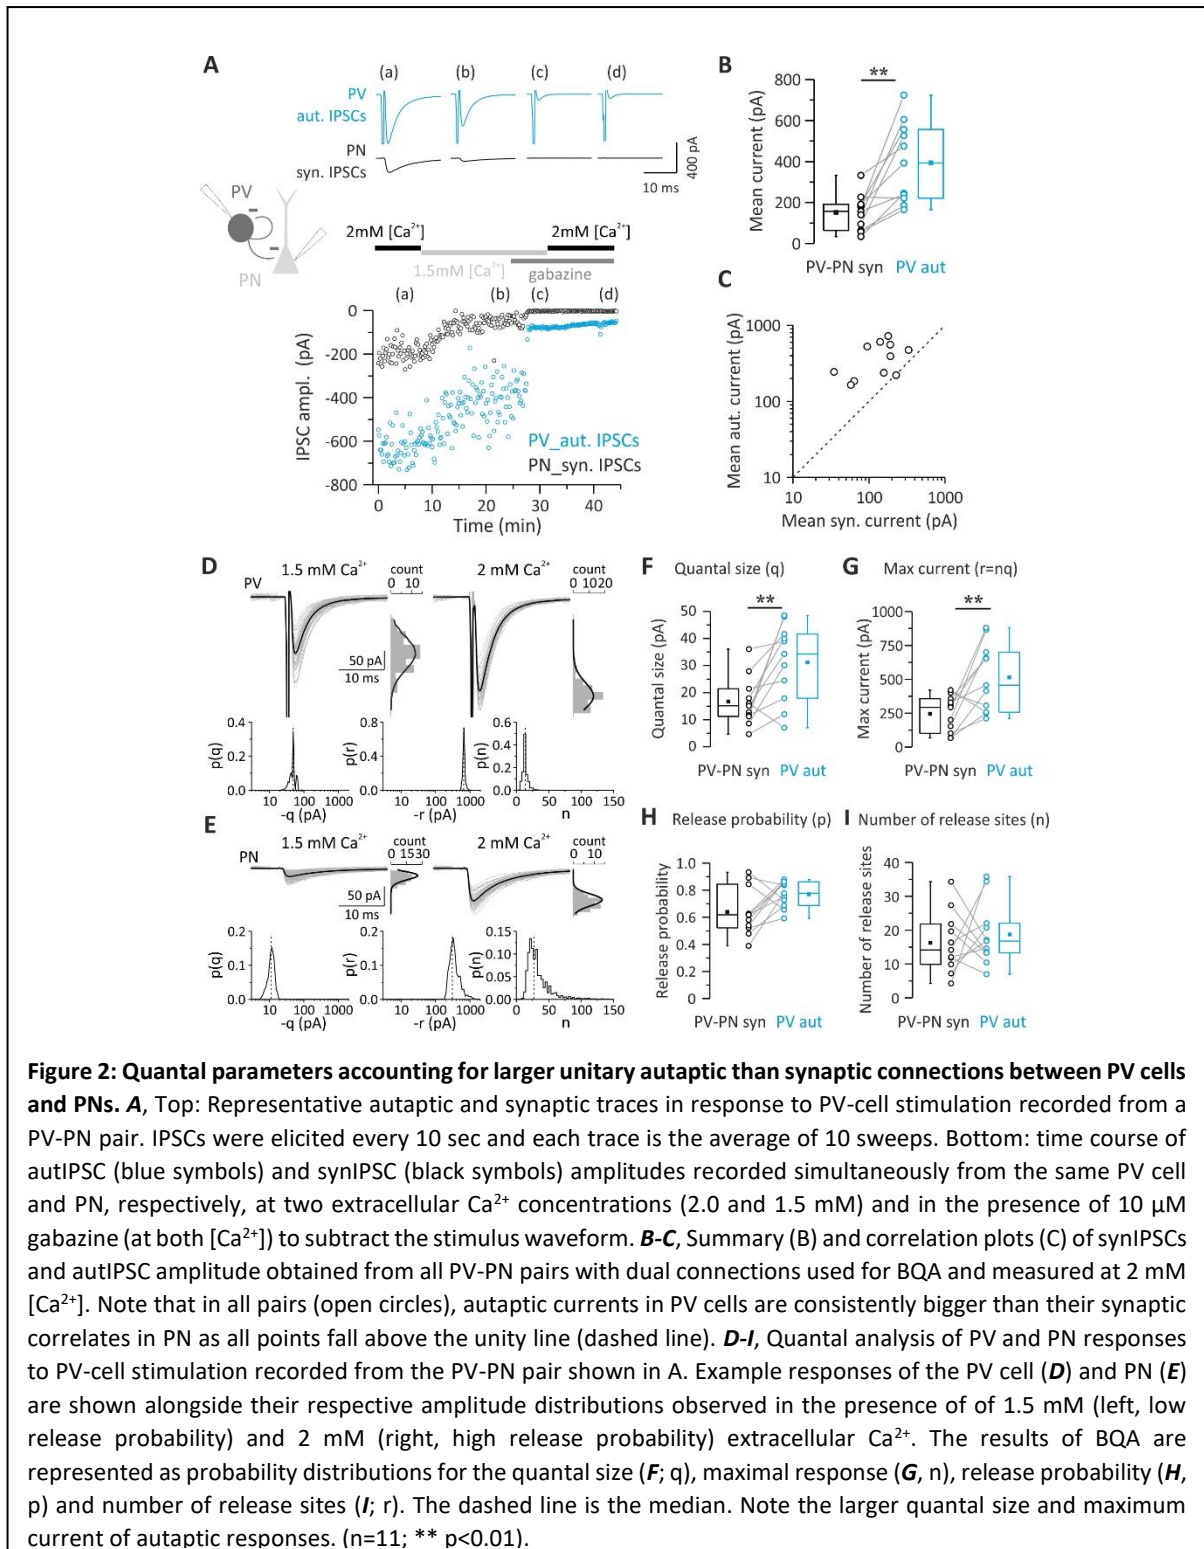 A
(a) (b) (c) (d)
PV
aut. IPSCs
PN
syn. IPSCs
400 pA
10 ms
PV
PN
2mM [Ca²⁺] 2mM [Ca²⁺]
1.5mM [Ca²⁺] gabazine
(a) (b) (c) (d)
IPSC ampl. (pA)
0
-200
-400
-600
-800
PV_aut. IPSCs
PN_syn. IPSCs
0 10 20 30 40
Time (min)
B
**
Mean current (pA)
800
600
400
200
0
PV-PN syn PV aut
C
Mean aut. current (pA)
1000
100
10
10 100 1000
Mean syn. current (pA)
D
1.5 mM Ca²⁺ count 2 mM Ca²⁺ count
PV 0 10 0 1020
50 pA
10 ms
p(q)
0.4
0.2
0.0
10 100 1000
-q (pA)
p(r)
0.8
0.4
0.0
10 100 1000
-r (pA)
p(n)
0.6
0.5
0.3
0.2
0.0
0 50 100 150
n
E
1.5 mM Ca²⁺ count 2 mM Ca²⁺ count
PN 0 1530 0 10
50 pA
10 ms
p(q)
0.2
0.1
0.0
10 100 1000
-q (pA)
p(r)
0.2
0.1
0.0
10 100 1000
-r (pA)
p(n)
0.15
0.10
0.05
0.00
0 50 100 150
n
F Quantal size (q)
**
Quantal size (pA)
50
40
30
20
10
0
PV-PN syn PV aut
G Max current (r=nq)
**
Max current (pA)
1000
750
500
250
0
PV-PN syn PV aut
H Release probability (p)
Release probability
1.0
0.8
0.6
0.4
0.2
0
PV-PN syn PV aut
I Number of release sites (n)
Number of release sites
40
30
20
10
0
PV-PN syn PV aut
Figure 2: Quantal parameters accounting for larger unitary autaptic than synaptic connections between PV cells
and PNs. A, Top: Representative autaptic and synaptic traces in response to PV-cell stimulation recorded from a
PV-PN pair. IPSCs were elicited every 10 sec and each trace is the average of 10 sweeps. Bottom: time course of
autIPSC (blue symbols) and synIPSC (black symbols) amplitudes recorded simultaneously from the same PV cell
and PN, respectively, at two extracellular Ca²⁺ concentrations (2.0 and 1.5 mM) and in the presence of 10 µM
gabazine (at both [Ca²⁺]) to subtract the stimulus waveform. B-C, Summary (B) and correlation plots (C) of synIPSCs
and autIPSC amplitude obtained from all PV-PN pairs with dual connections used for BQA and measured at 2 mM
[Ca²⁺]. Note that in all pairs (open circles), autaptic currents in PV cells are consistently bigger than their synaptic
correlates in PN as all points fall above the unity line (dashed line). D-I, Quantal analysis of PV and PN responses
to PV-cell stimulation recorded from the PV-PN pair shown in A. Example responses of the PV cell (D) and PN (E)
are shown alongside their respective amplitude distributions observed in the presence of of 1.5 mM (left, low
release probability) and 2 mM (right, high release probability) extracellular Ca²⁺. The results of BQA are
represented as probability distributions for the quantal size (F; q), maximal response (G, n), release probability (H,
p) and number of release sites (I; r). The dashed line is the median. Note the larger quantal size and maximum
current of autaptic responses. (n=11; ** p<0.01).